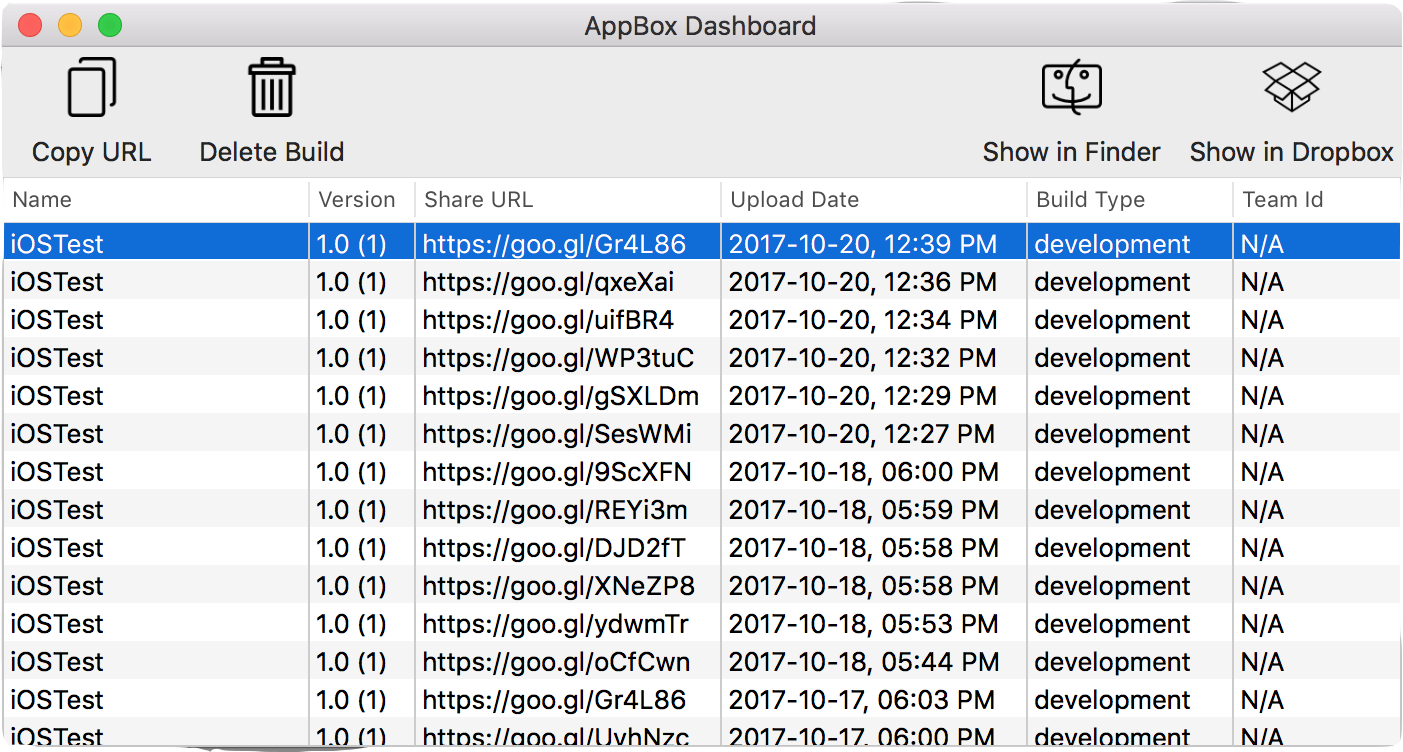 AppBox Dashboard
Copy URL Delete Build Show in Finder Show in Dropbox
Name Version Share URL Upload Date Build Type Team Id
iOSTest 1.0 (1) https://goo.gl/Gr4L86 2017-10-20, 12:39 PM development N/A
iOSTest 1.0 (1) https://goo.gl/qxeXai 2017-10-20, 12:36 PM development N/A
iOSTest 1.0 (1) https://goo.gl/uifBR4 2017-10-20, 12:34 PM development N/A
iOSTest 1.0 (1) https://goo.gl/WP3tuC 2017-10-20, 12:32 PM development N/A
iOSTest 1.0 (1) https://goo.gl/gSXLDm 2017-10-20, 12:29 PM development N/A
iOSTest 1.0 (1) https://goo.gl/SesWMi 2017-10-20, 12:27 PM development N/A
iOSTest 1.0 (1) https://goo.gl/9ScXFN 2017-10-18, 06:00 PM development N/A
iOSTest 1.0 (1) https://goo.gl/REYi3m 2017-10-18, 05:59 PM development N/A
iOSTest 1.0 (1) https://goo.gl/DJD2fT 2017-10-18, 05:58 PM development N/A
iOSTest 1.0 (1) https://goo.gl/XNeZP8 2017-10-18, 05:58 PM development N/A
iOSTest 1.0 (1) https://goo.gl/ydwmTr 2017-10-18, 05:53 PM development N/A
iOSTest 1.0 (1) https://goo.gl/oCfCwn 2017-10-18, 05:44 PM development N/A
iOSTest 1.0 (1) https://goo.gl/Gr4L86 2017-10-17, 06:03 PM development N/A
iOSTest 1.0 (1) 2017-10-17, 06:00 PM development N/A